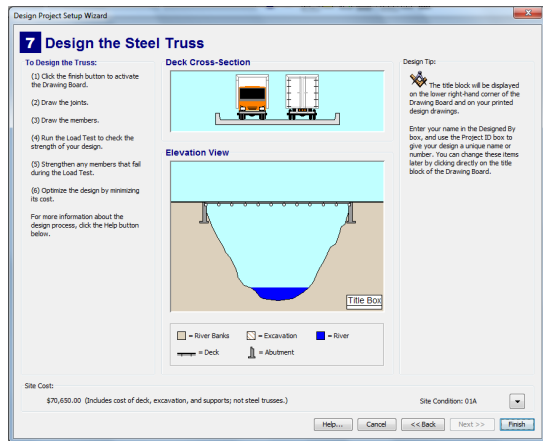 Design Project Setup Wizard
7 Design the Steel Truss
To Design the Truss:
(1) Click the finish button to activate
the Drawing Board.
(2) Draw the joints.
(3) Draw the members.
(4) Run the Load Test to check the
strength of your design.
(5) Strengthen any members that fail
during the Load Test.
(6) Optimize the design by minimizing
its cost.
For more information about the
design process, click the Help button
below.
Deck Cross-Section
Elevation View
Title Box
= River Banks
= Excavation
= River
= Deck
= Abutment
Design Tip:
The title block will be displayed
on the lower right-hand corner of the
Drawing Board and on your printed
design drawings.
Enter your name in the Designed By
box, and use the Project ID box to
give your design a unique name or
number. You can change these items
later by clicking directly on the title
block of the Drawing Board.
Site Cost:
$70,650.00 (Includes cost of deck, excavation, and supports; not steel trusses.)
Site Condition: 01A
Help...
Cancel
<< Back
Next >>
Finish